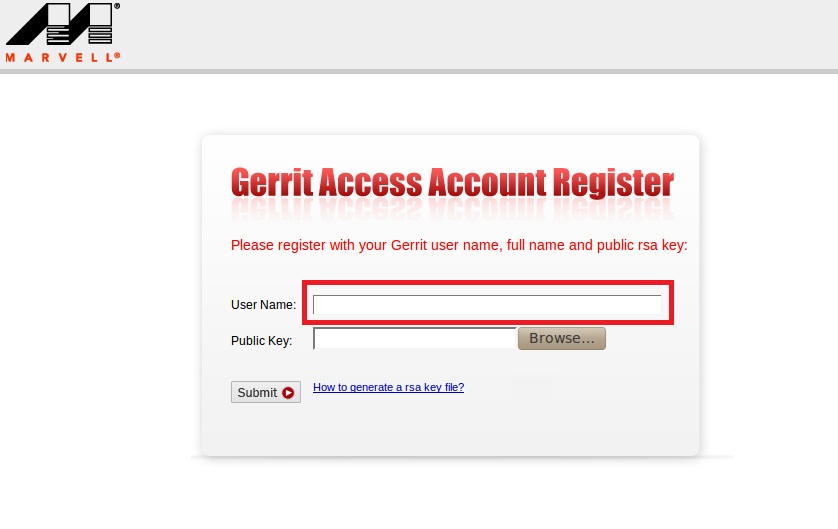 MARVELL®
Gerrit Access Account Register
Please register with your Gerrit user name, full name and public rsa key:
User Name:
Public Key: Browse...
Submit How to generate a rsa key file?